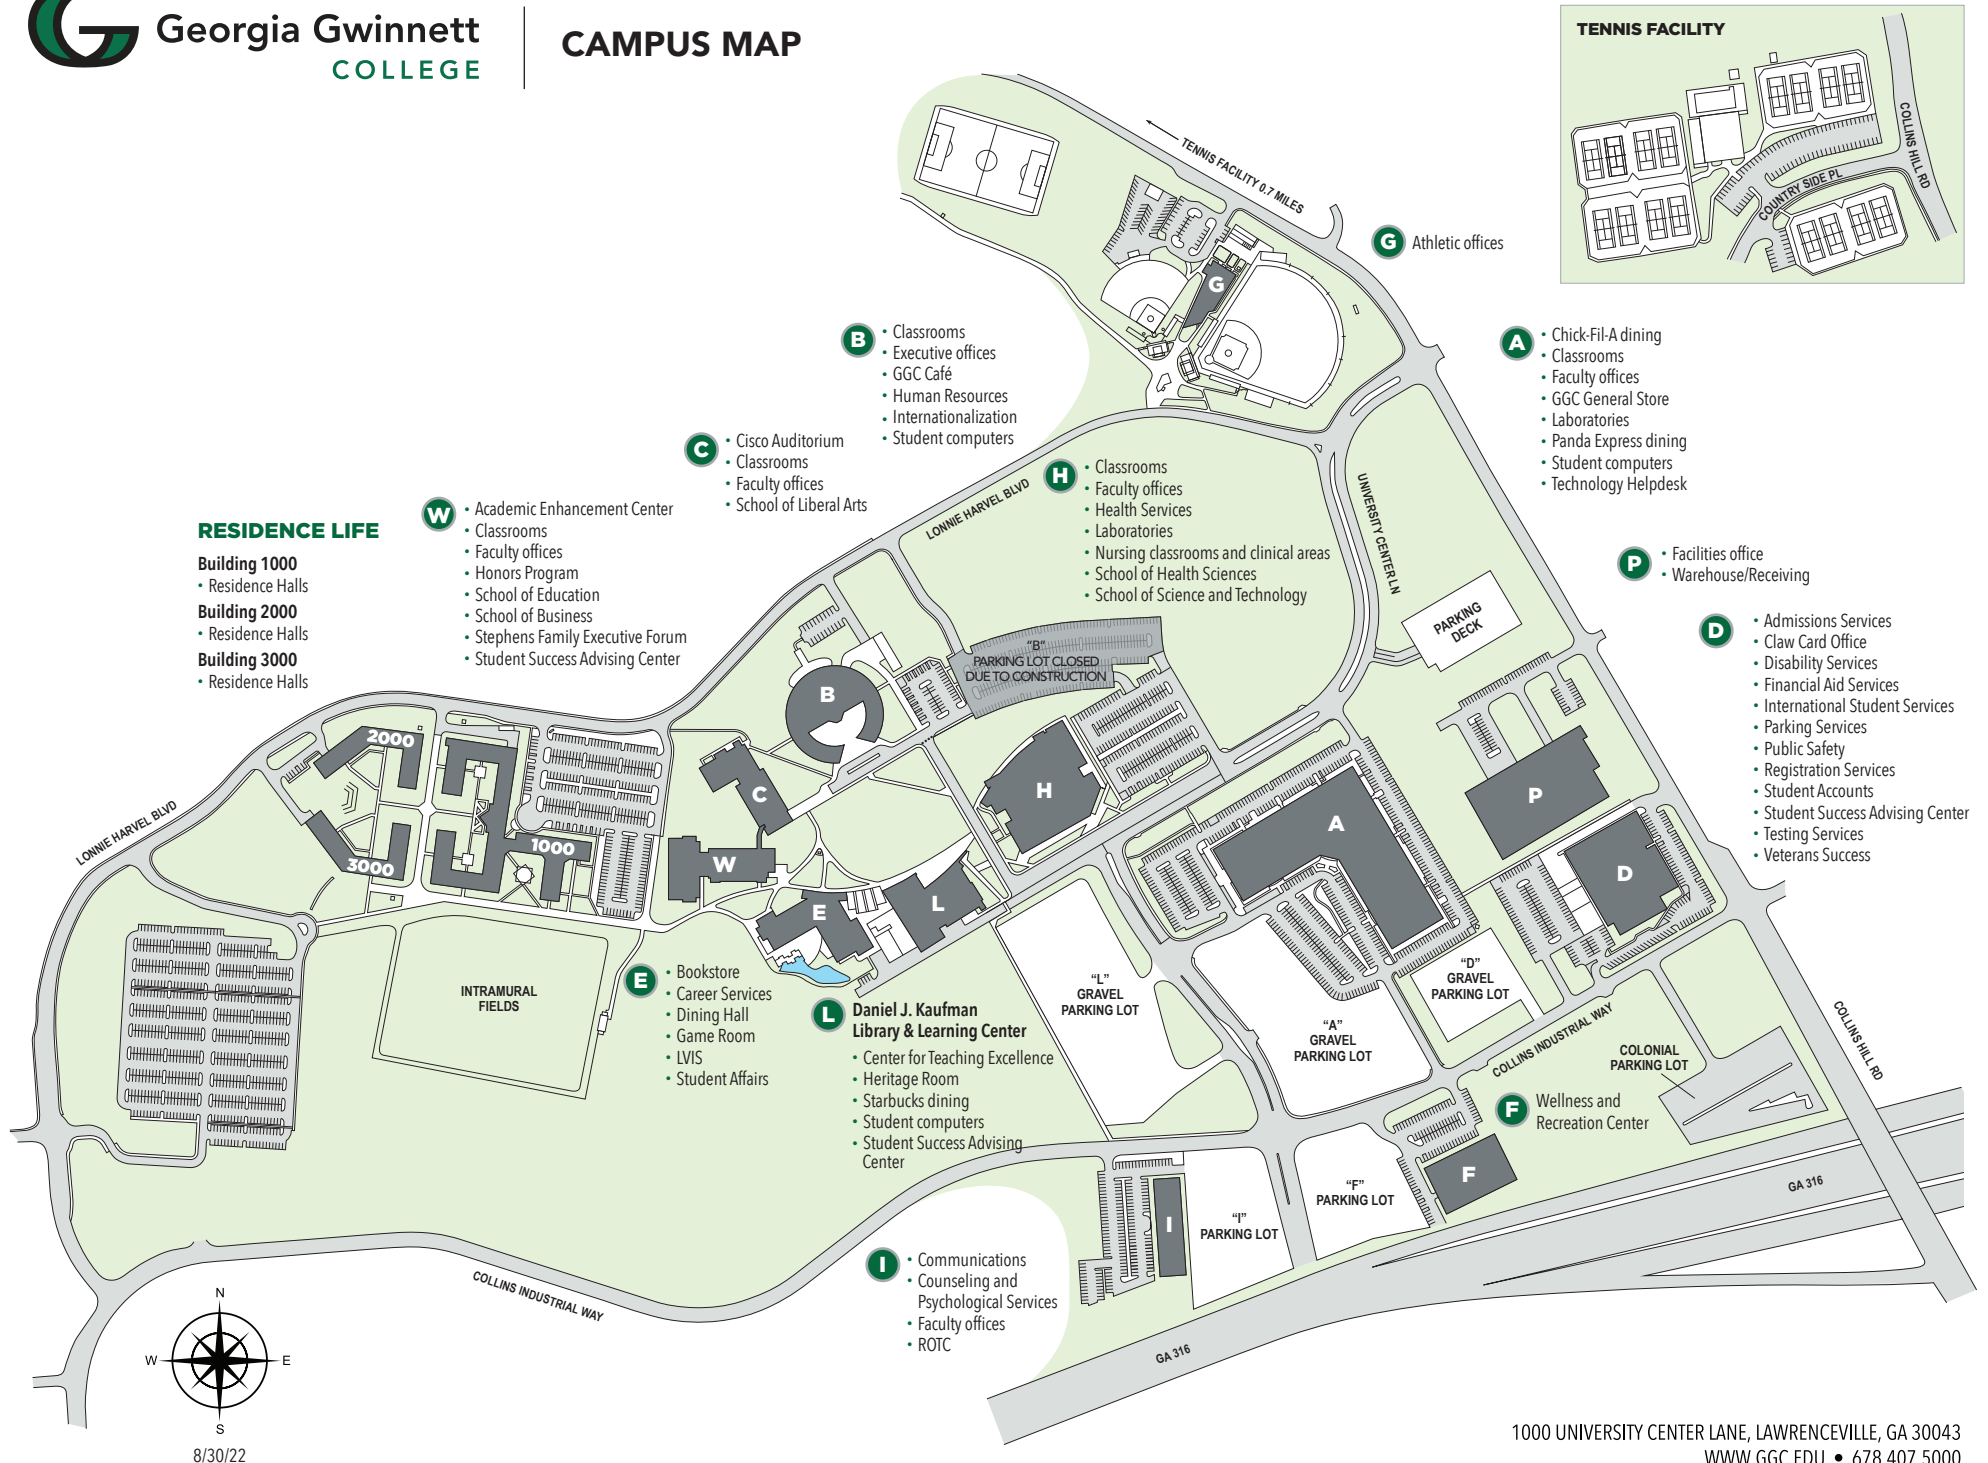 Georgia Gwinnett
COLLEGE
CAMPUS MAP
TENNIS FACILITY
COLLINS HILL RD
COUNTRY SIDE PL
TENNIS FACILITY 0.7 MILES
G
Athletic offices
G
B
• Classrooms
• Executive offices
• GGC Café
• Human Resources
• Internationalization
• Student computers
A
• Chick-Fil-A dining
• Classrooms
• Faculty offices
• GGC General Store
• Laboratories
• Panda Express dining
• Student computers
• Technology Helpdesk
C
• Cisco Auditorium
• Classrooms
• Faculty offices
• School of Liberal Arts
H
• Classrooms
• Faculty offices
• Health Services
• Laboratories
• Nursing classrooms and clinical areas
• School of Health Sciences
• School of Science and Technology
LONNIE HARVEL BLVD
UNIVERSITY CENTER LN
W
• Academic Enhancement Center
• Classrooms
• Faculty offices
• Honors Program
• School of Education
• School of Business
• Stephens Family Executive Forum
• Student Success Advising Center
RESIDENCE LIFE
Building 1000
• Residence Halls
Building 2000
• Residence Halls
Building 3000
• Residence Halls
P
• Facilities office
• Warehouse/Receiving
D
• Admissions Services
• Claw Card Office
• Disability Services
• Financial Aid Services
• International Student Services
• Parking Services
• Public Safety
• Registration Services
• Student Accounts
• Student Success Advising Center
• Testing Services
• Veterans Success
PARKING
DECK
"B"
PARKING LOT CLOSED
DUE TO CONSTRUCTION
B
2000
C
H
P
A
LONNIE HARVEL BLVD
1000
3000
W
D
E
L
INTRAMURAL
FIELDS
E
• Bookstore
• Career Services
• Dining Hall
• Game Room
• LVIS
• Student Affairs
L
Daniel J. Kaufman
Library & Learning Center
• Center for Teaching Excellence
• Heritage Room
• Starbucks dining
• Student computers
• Student Success Advising
Center
"L"
GRAVEL
PARKING LOT
"A"
GRAVEL
PARKING LOT
"D"
GRAVEL
PARKING LOT
COLLINS INDUSTRIAL WAY
COLONIAL
PARKING LOT
COLLINS HILL RD
F
Wellness and
Recreation Center
F
"F"
PARKING LOT
I
"I"
PARKING LOT
GA 316
I
• Communications
• Counseling and
Psychological Services
• Faculty offices
• ROTC
COLLINS INDUSTRIAL WAY
GA 316
N
W
E
S
8/30/22
1000 UNIVERSITY CENTER LANE, LAWRENCEVILLE, GA 30043
WWW.GGC.EDU • 678.407.5000